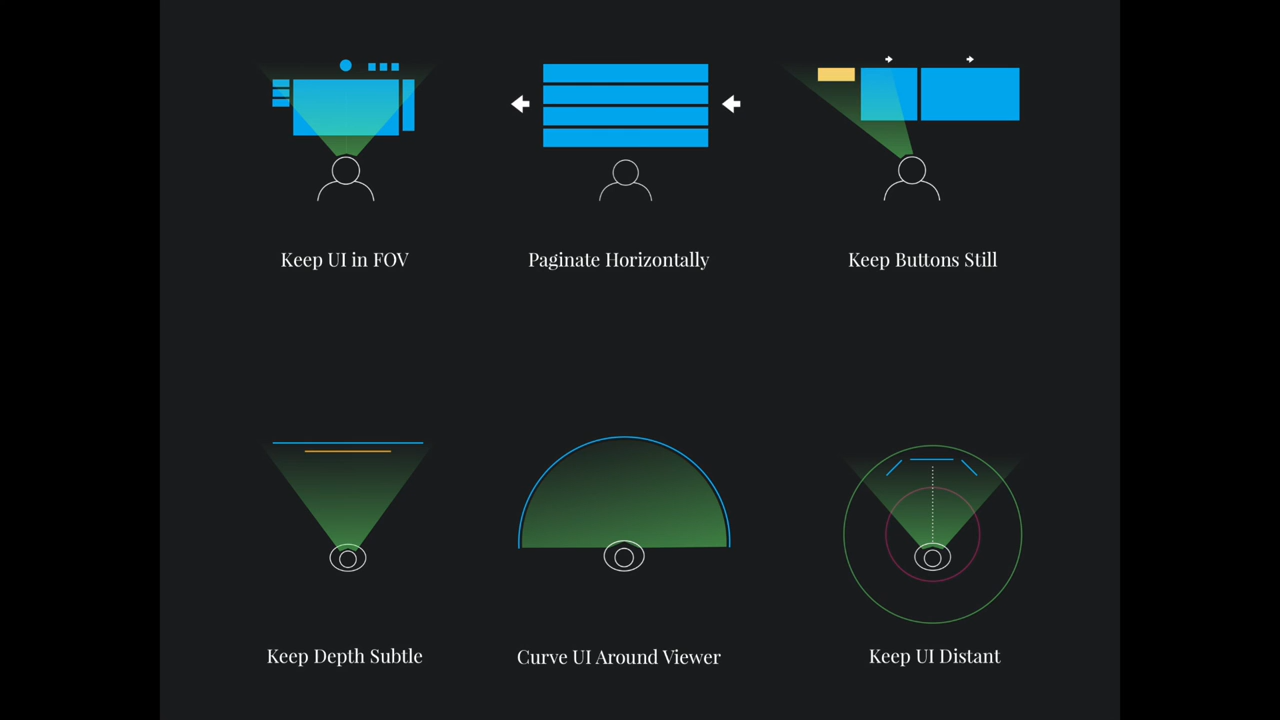 Keep UI in FOV
Paginate Horizontally
Keep Buttons Still
Keep Depth Subtle
Curve UI Around Viewer
Keep UI Distant